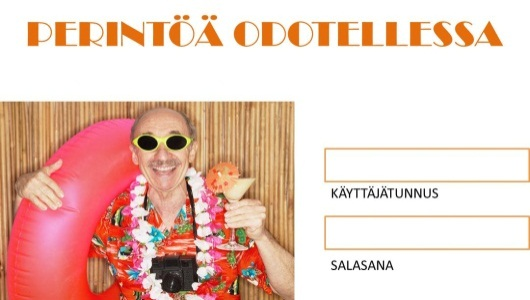 PERINTÖÄ ODOTELLESSA
KÄYTTÄJÄTUNNUS
SALASANA